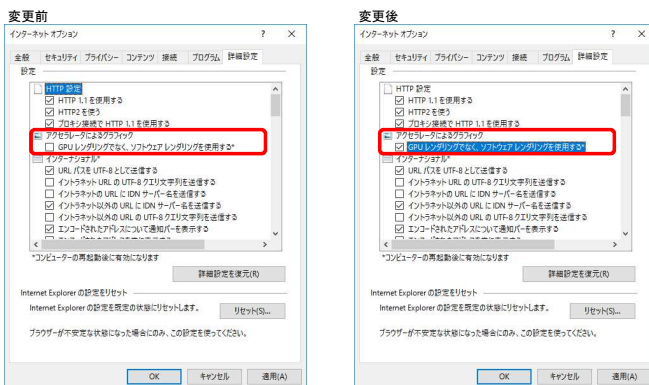 変更前
インターネット オプション ? ×
全般 セキュリティ プライバシー コンテンツ 接続 プログラム 詳細設定
設定
HTTP 設定
HTTP 1.1 を使用する
HTTP2 を使う
プロキシ接続で HTTP 1.1 を使用する
アクセラレータによるグラフィック
GPU レンダリングでなく、ソフトウェア レンダリングを使用する*
インターナショナル*
URL パスを UTF-8 として送信する
イントラネット URL の UTF-8 クエリ文字列を送信する
イントラネットの URL に IDN サーバー名を送信する
イントラネット以外の URL に IDN サーバー名を送信する
イントラネット以外の URL の UTF-8 クエリ文字列を送信する
エンコードされたアドレスについて通知バーを表示する
*コンピューターの再起動後に有効になります
詳細設定を復元(R)
Internet Explorer の設定をリセット
Internet Explorer の設定を既定の状態にリセットします。 リセット(S)...
ブラウザーが不安定な状態になった場合にのみ、この設定を使ってください。
OK キャンセル 適用(A)
変更後
インターネット オプション ? ×
全般 セキュリティ プライバシー コンテンツ 接続 プログラム 詳細設定
設定
HTTP 設定
HTTP 1.1 を使用する
HTTP2 を使う
プロキシ接続で HTTP 1.1 を使用する
アクセラレータによるグラフィック
GPU レンダリングでなく、ソフトウェア レンダリングを使用する*
インターナショナル*
URL パスを UTF-8 として送信する
イントラネット URL の UTF-8 クエリ文字列を送信する
イントラネットの URL に IDN サーバー名を送信する
イントラネット以外の URL に IDN サーバー名を送信する
イントラネット以外の URL の UTF-8 クエリ文字列を送信する
エンコードされたアドレスについて通知バーを表示する
*コンピューターの再起動後に有効になります
詳細設定を復元(R)
Internet Explorer の設定をリセット
Internet Explorer の設定を既定の状態にリセットします。 リセット(S)...
ブラウザーが不安定な状態になった場合にのみ、この設定を使ってください。
OK キャンセル 適用(A)